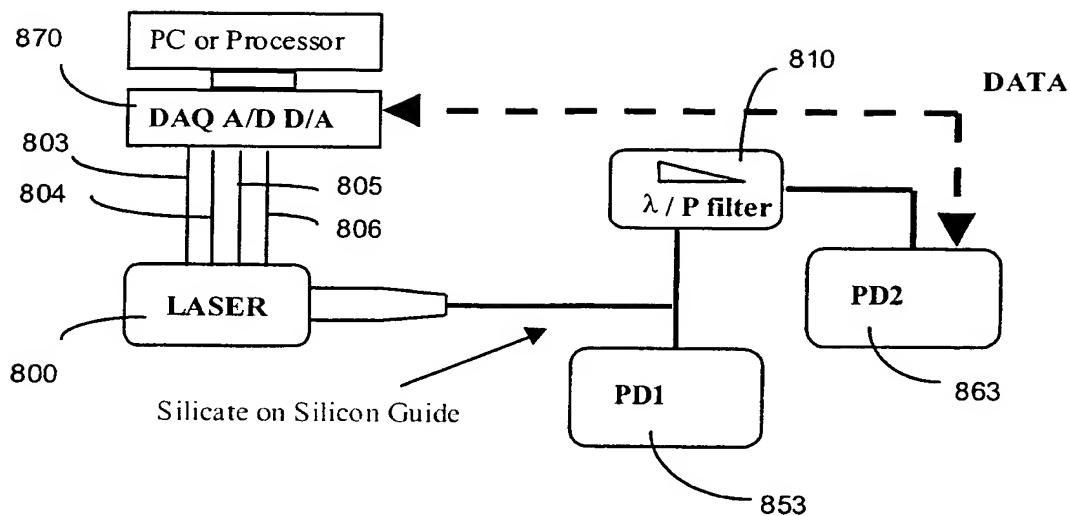 870
PC or Processor
810
DATA
DAQ A/D D/A
803
804
805
806
λ / P filter
LASER
PD2
800
863
Silicate on Silicon Guide
PD1
853